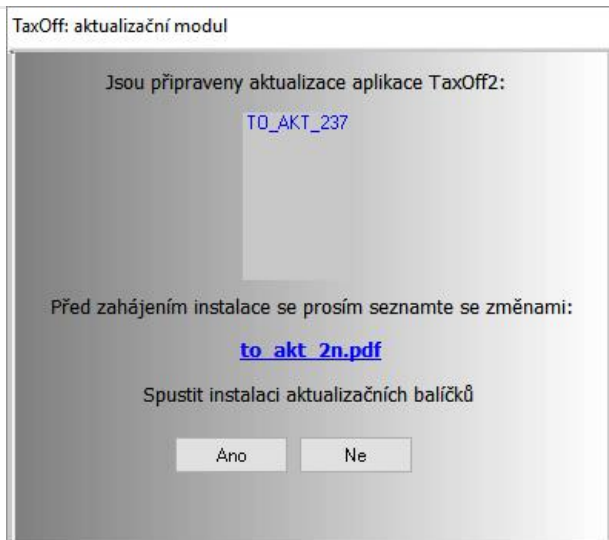 TaxOff: aktualizační modul
Jsou připraveny aktualizace aplikace TaxOff2:
TO_AKT_237
Před zahájením instalace se prosím seznamte se změnami:
to_akt_2n.pdf
Spustit instalaci aktualizačních balíčků
Ano Ne